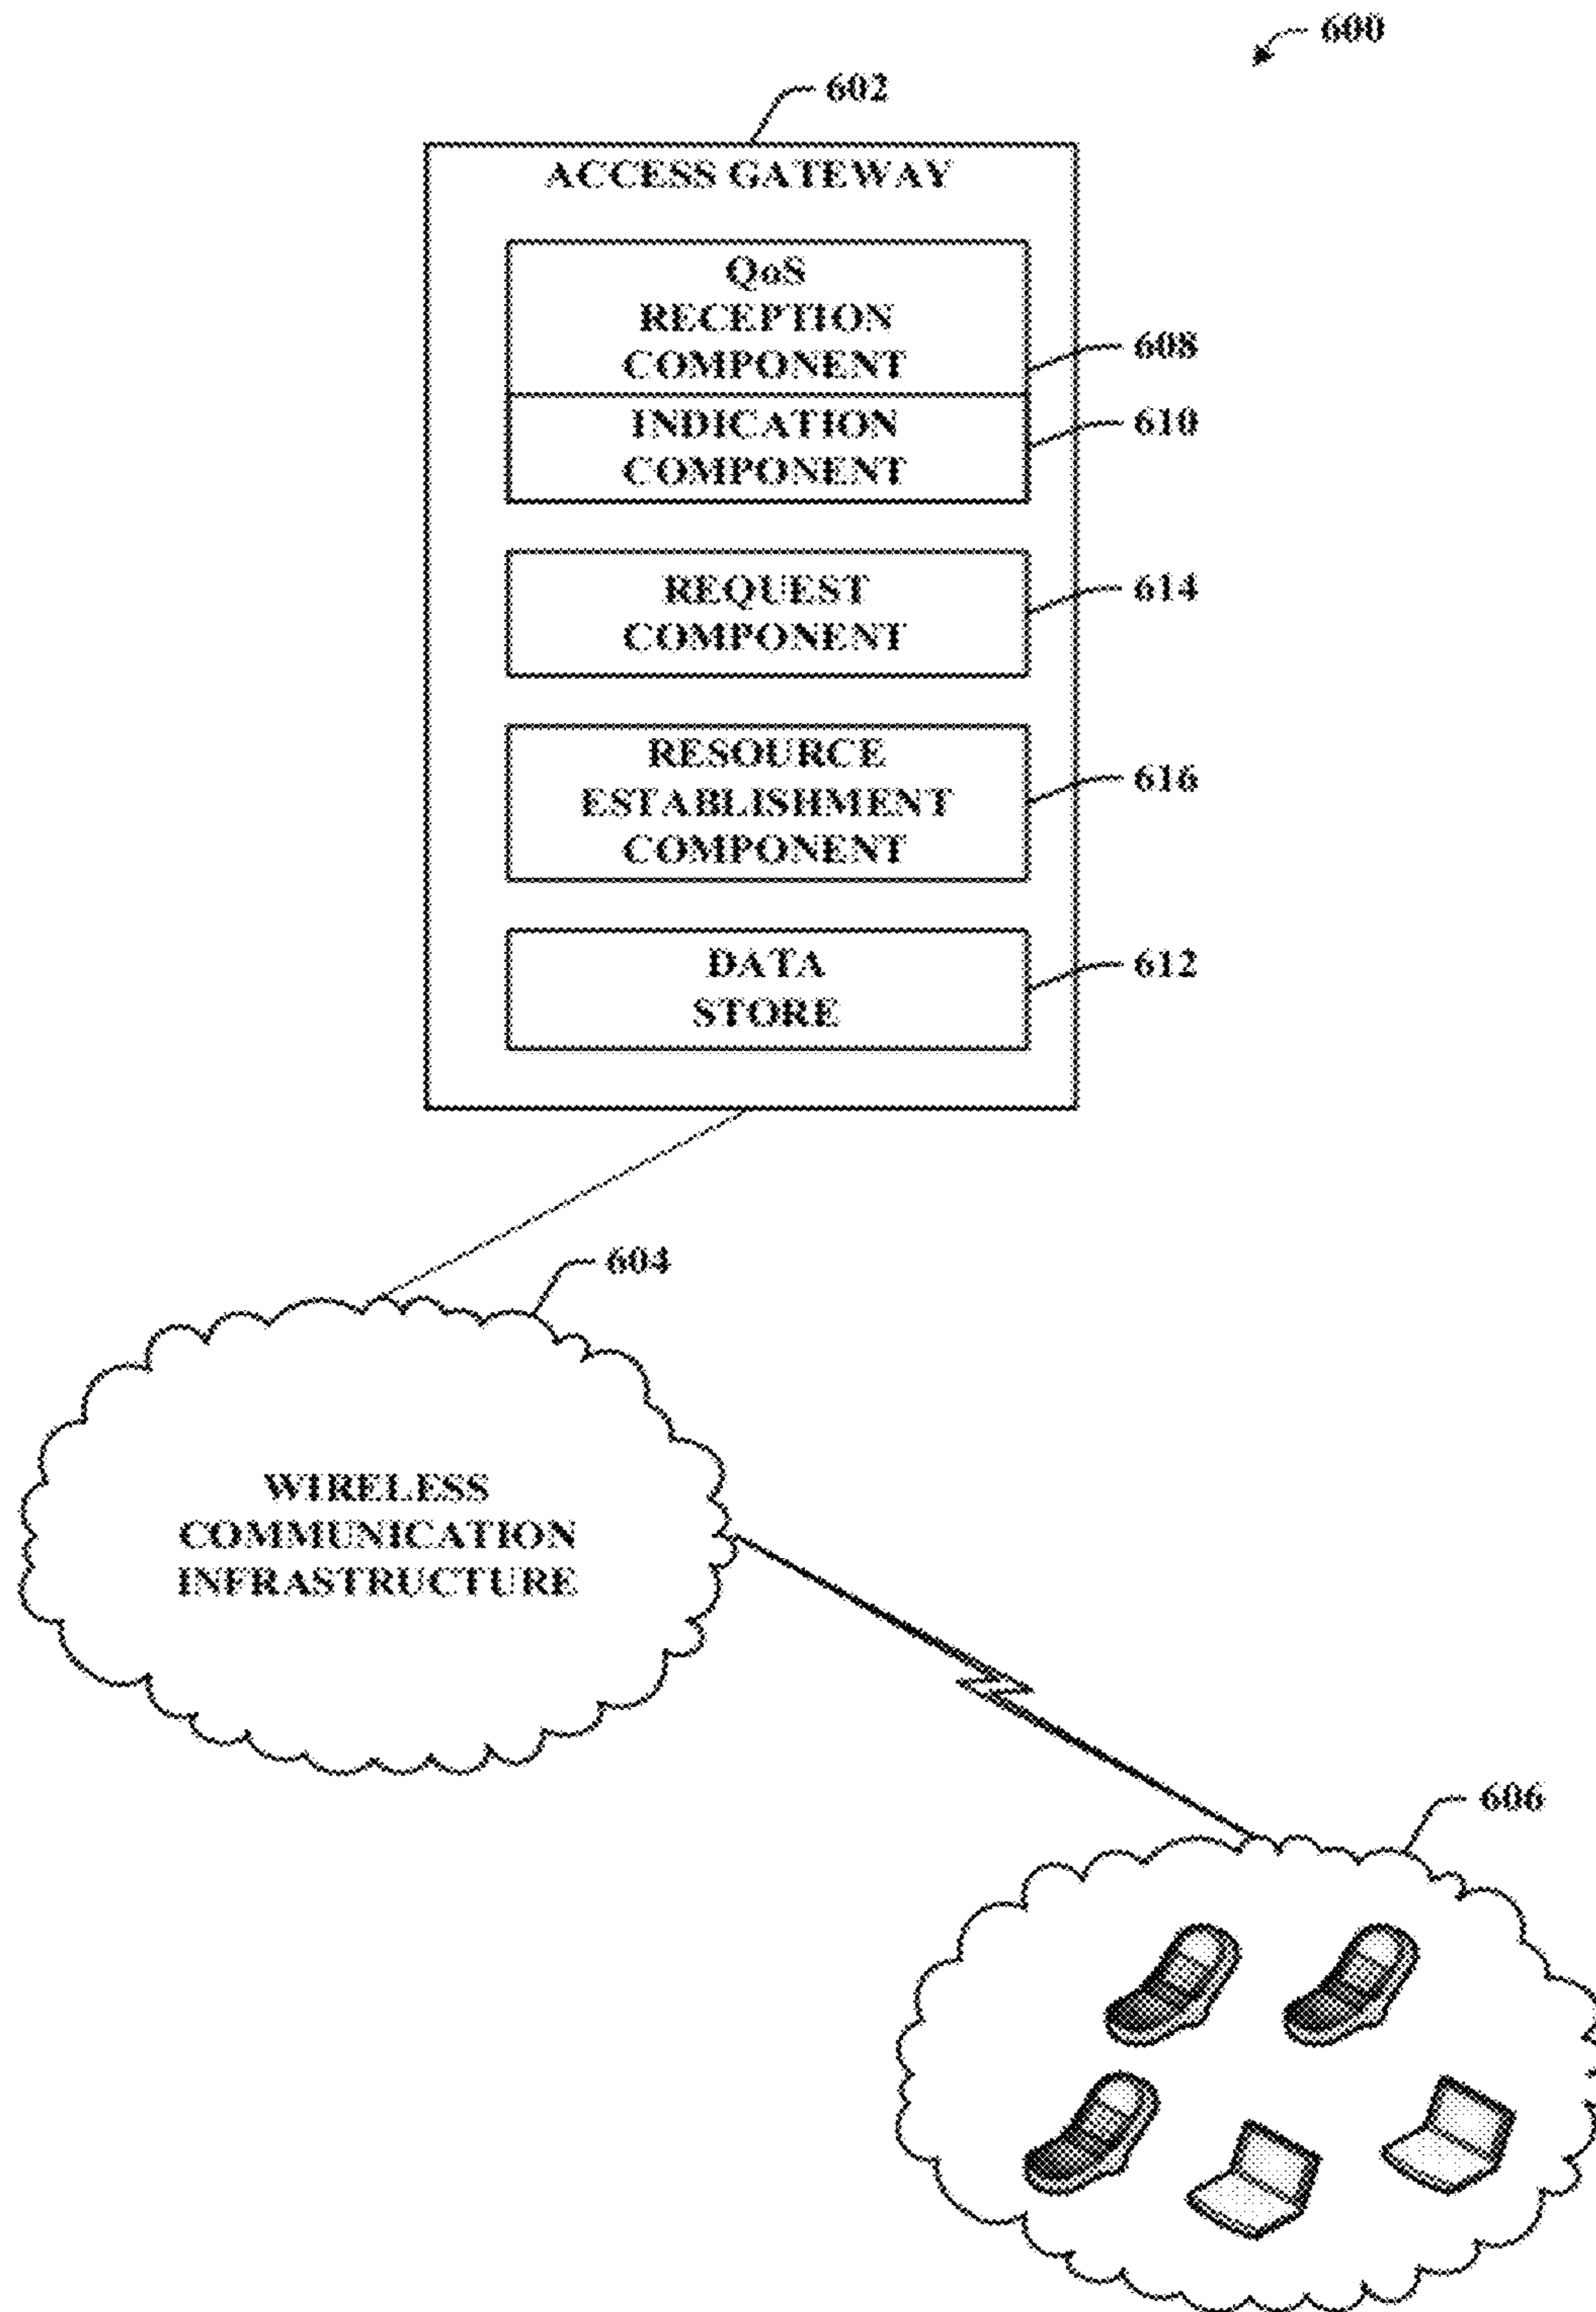 600
602
ACCESS GATEWAY
QoS
RECEPTION
COMPONENT
608
INDICATION
COMPONENT
610
REQUEST
COMPONENT
614
RESOURCE
ESTABLISHMENT
COMPONENT
616
DATA
STORE
612
604
WIRELESS
COMMUNICATION
INFRASTRUCTURE
606